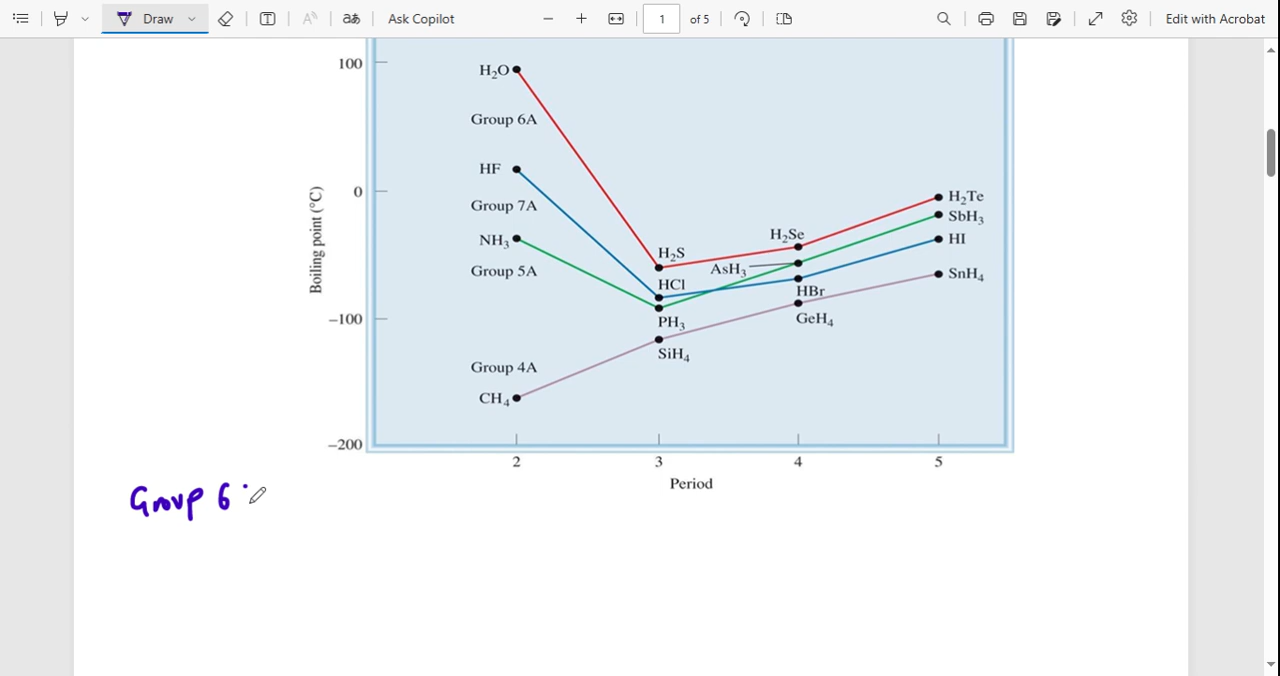 Draw
Ask Copilot
1 of 5
Edit with Acrobat
100
H₂O
Group 6A
HF
0
H₂Te
Group 7A
SbH₃
H₂Se
NH₃
HI
H₂S
AsH₃
Group 5A
SnH₄
HCl
HBr
Boiling point (°C)
−100
PH₃
GeH₄
SiH₄
Group 4A
CH₄
−200
2 3 4 5
Period
Group 6